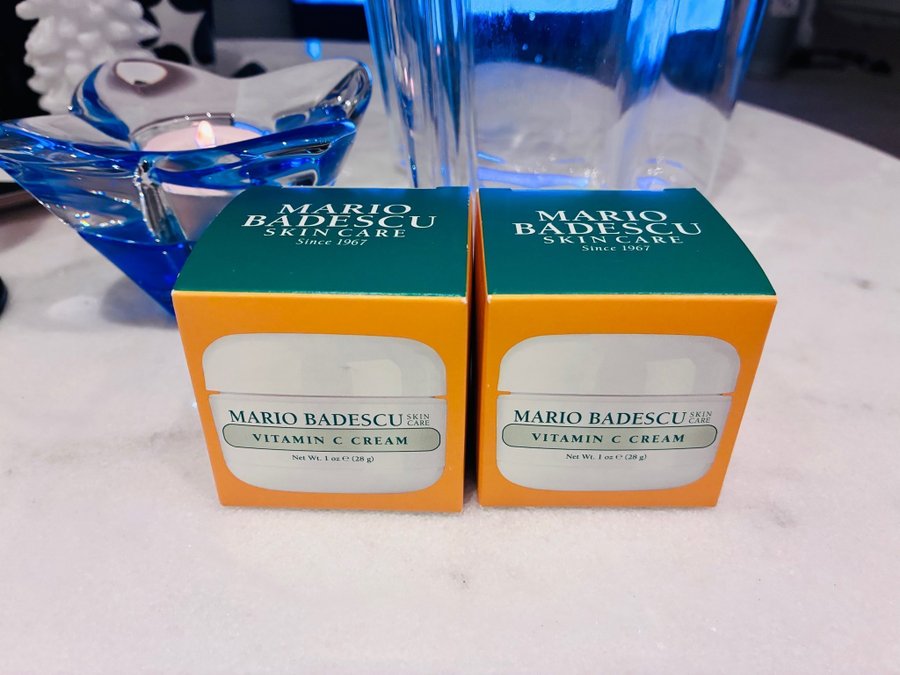 MARIO
BADESCU
SKIN CARE
Since 1967
MARIO BADESCU SKIN CARE
VITAMIN C CREAM
Net Wt. 1 oz ℮ (28 g)
MARIO
BADESCU
SKIN CARE
Since 1967
MARIO BADESCU SKIN CARE
VITAMIN C CREAM
Net Wt. 1 oz ℮ (28 g)